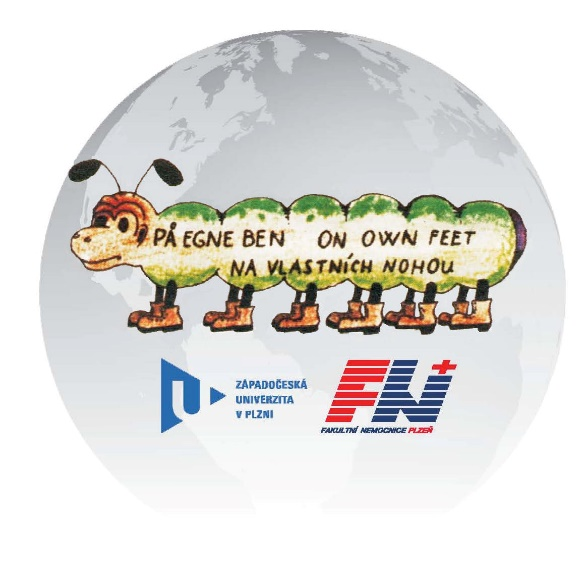 PÅ EGNE BEN ON OWN FEET
NA VLASTNÍCH NOHOU
ZÁPADOČESKÁ
UNIVERZITA
V PLZNI
FN+
FAKULTNÍ NEMOCNICE PLZEŇ